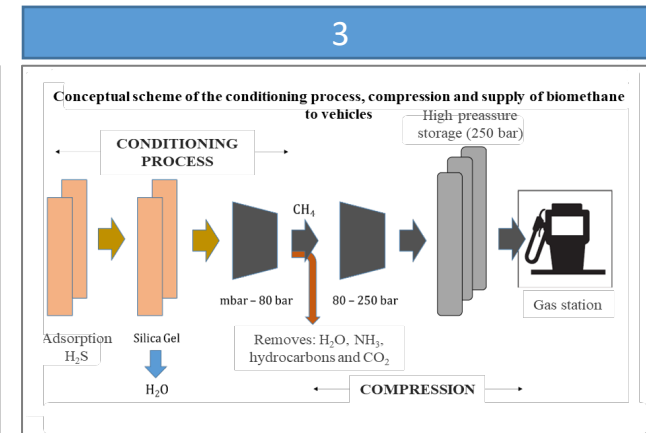 3
Conceptual scheme of the conditioning process, compression and supply of biomethane
to vehicles
High preassure
storage (250 bar)
CONDITIONING
PROCESS
CH₄
mbar – 80 bar
80 – 250 bar
Gas station
Adsorption
H₂S
Silica Gel
Removes: H₂O, NH₃,
hydrocarbons and CO₂
H₂O
COMPRESSION